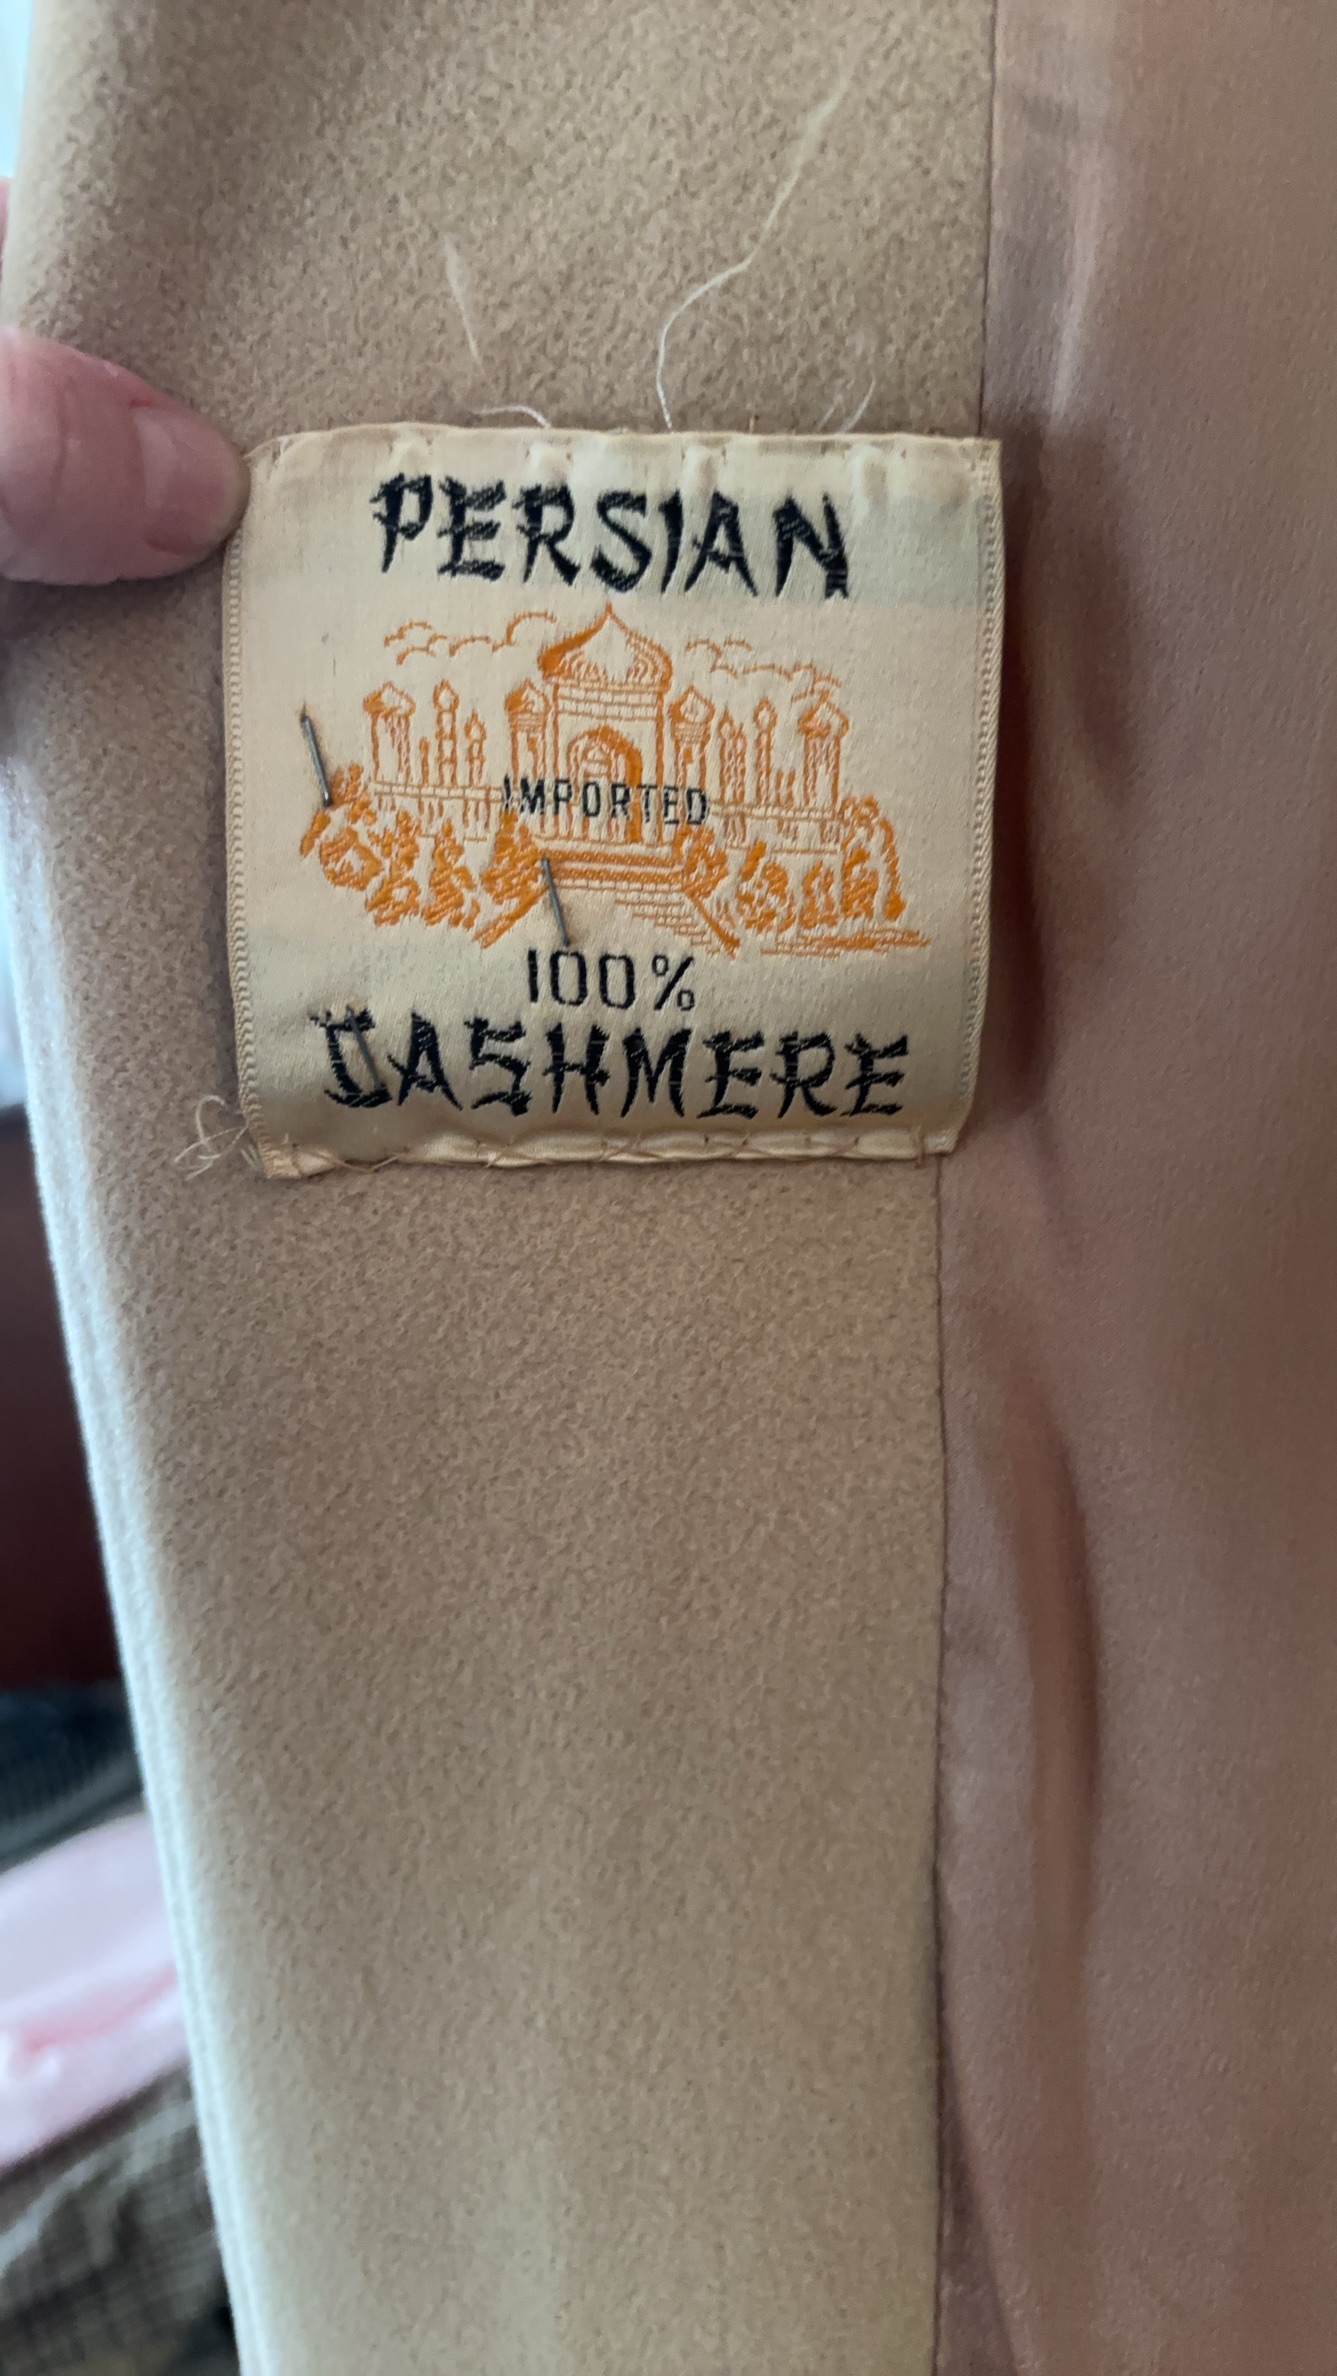 PERSIAN
IMPORTED
100%
CASHMERE